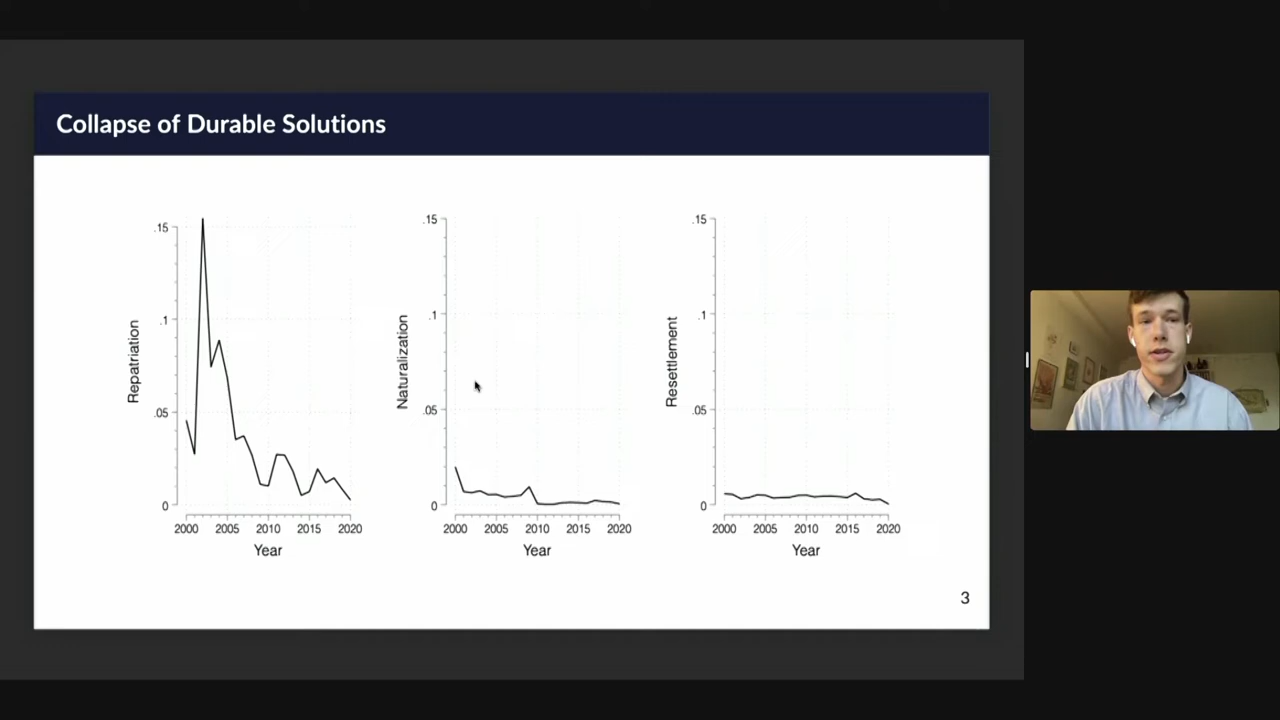 Collapse of Durable Solutions
Repatriation
.15
.1
.05
0
2000 2005 2010 2015 2020
Year
Naturalization
.15
.1
.05
0
2000 2005 2010 2015 2020
Year
Resettlement
.15
.1
.05
0
2000 2005 2010 2015 2020
Year
3